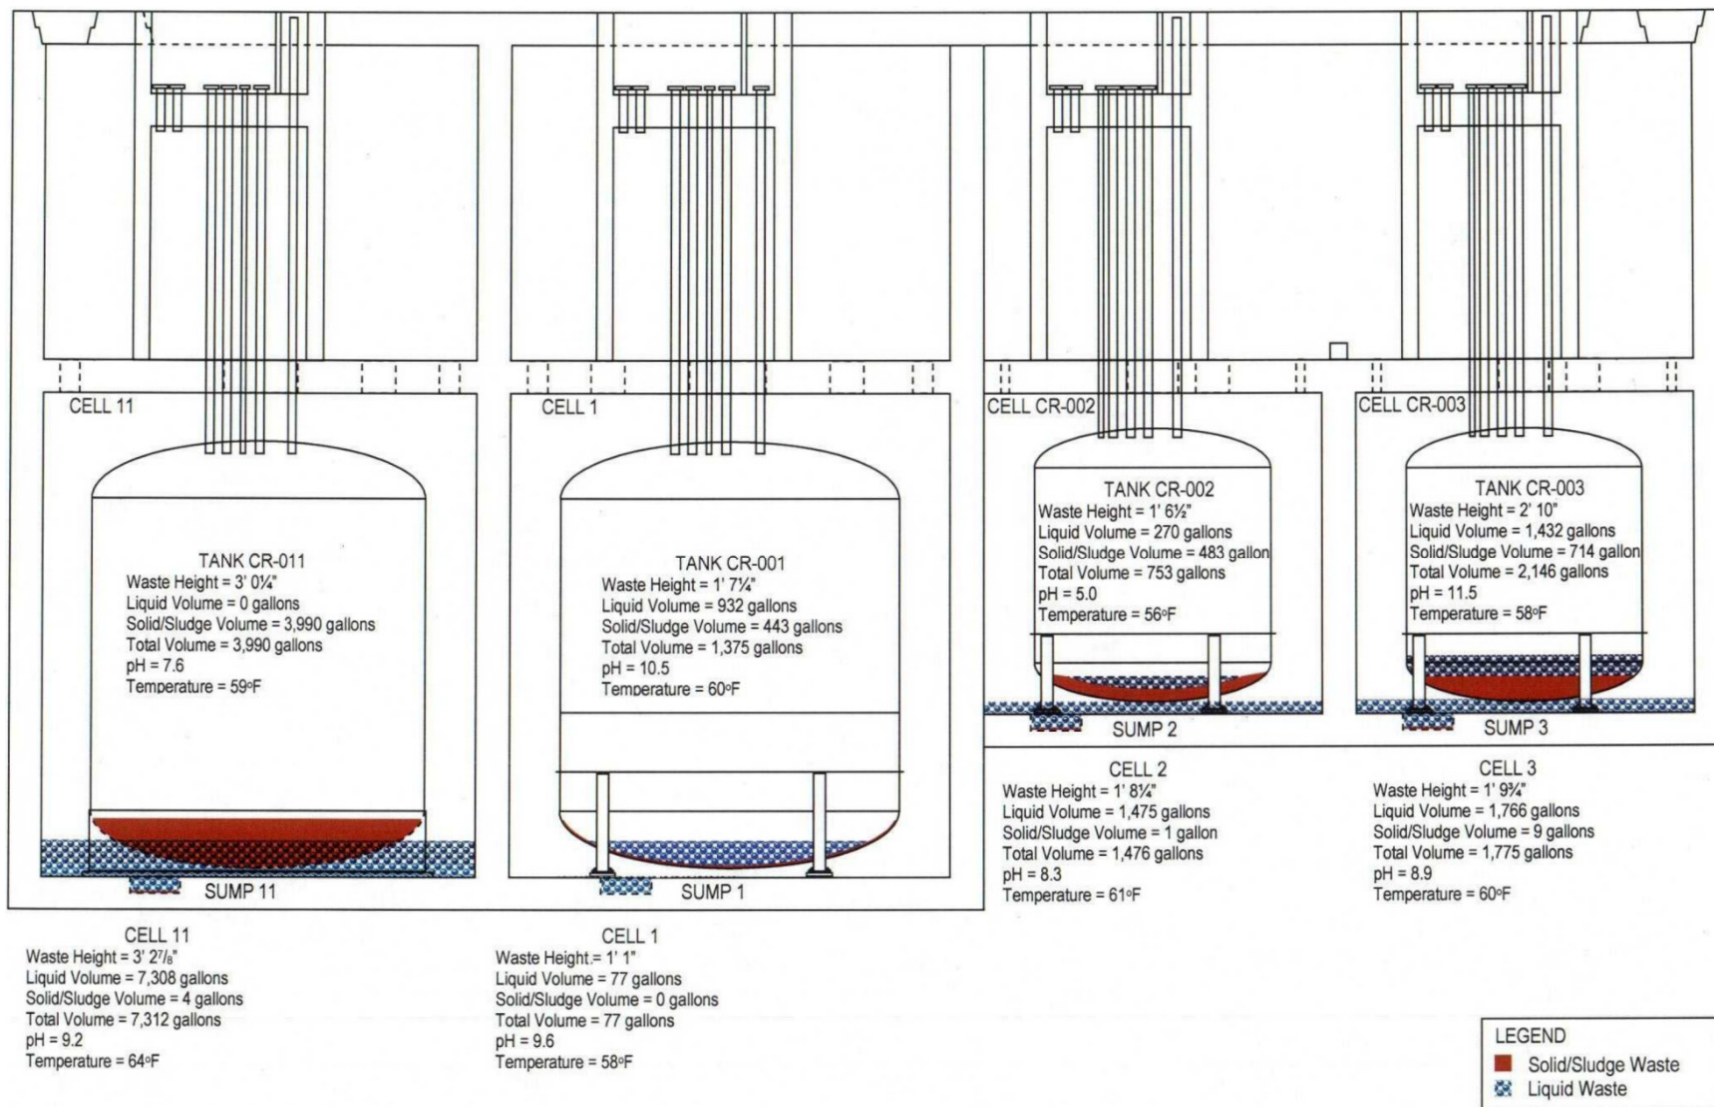 CELL 11
TANK CR-011
Waste Height = 3' 0¼"
Liquid Volume = 0 gallons
Solid/Sludge Volume = 3,990 gallons
Total Volume = 3,990 gallons
pH = 7.6
Temperature = 59ºF
SUMP 11
CELL 1
TANK CR-001
Waste Height = 1' 7¼"
Liquid Volume = 932 gallons
Solid/Sludge Volume = 443 gallons
Total Volume = 1,375 gallons
pH = 10.5
Temperature = 60ºF
SUMP 1
CELL CR-002
TANK CR-002
Waste Height = 1' 6½"
Liquid Volume = 270 gallons
Solid/Sludge Volume = 483 gallon
Total Volume = 753 gallons
pH = 5.0
Temperature = 56ºF
SUMP 2
CELL CR-003
TANK CR-003
Waste Height = 2' 10"
Liquid Volume = 1,432 gallons
Solid/Sludge Volume = 714 gallon
Total Volume = 2,146 gallons
pH = 11.5
Temperature = 58ºF
SUMP 3
CELL 11
Waste Height = 3' 2⅞"
Liquid Volume = 7,308 gallons
Solid/Sludge Volume = 4 gallons
Total Volume = 7,312 gallons
pH = 9.2
Temperature = 64ºF
CELL 1
Waste Height.= 1' 1"
Liquid Volume = 77 gallons
Solid/Sludge Volume = 0 gallons
Total Volume = 77 gallons
pH = 9.6
Temperature = 58ºF
CELL 2
Waste Height = 1' 8¼"
Liquid Volume = 1,475 gallons
Solid/Sludge Volume = 1 gallon
Total Volume = 1,476 gallons
pH = 8.3
Temperature = 61ºF
CELL 3
Waste Height = 1' 9¾"
Liquid Volume = 1,766 gallons
Solid/Sludge Volume = 9 gallons
Total Volume = 1,775 gallons
pH = 8.9
Temperature = 60ºF
LEGEND
Solid/Sludge Waste
Liquid Waste